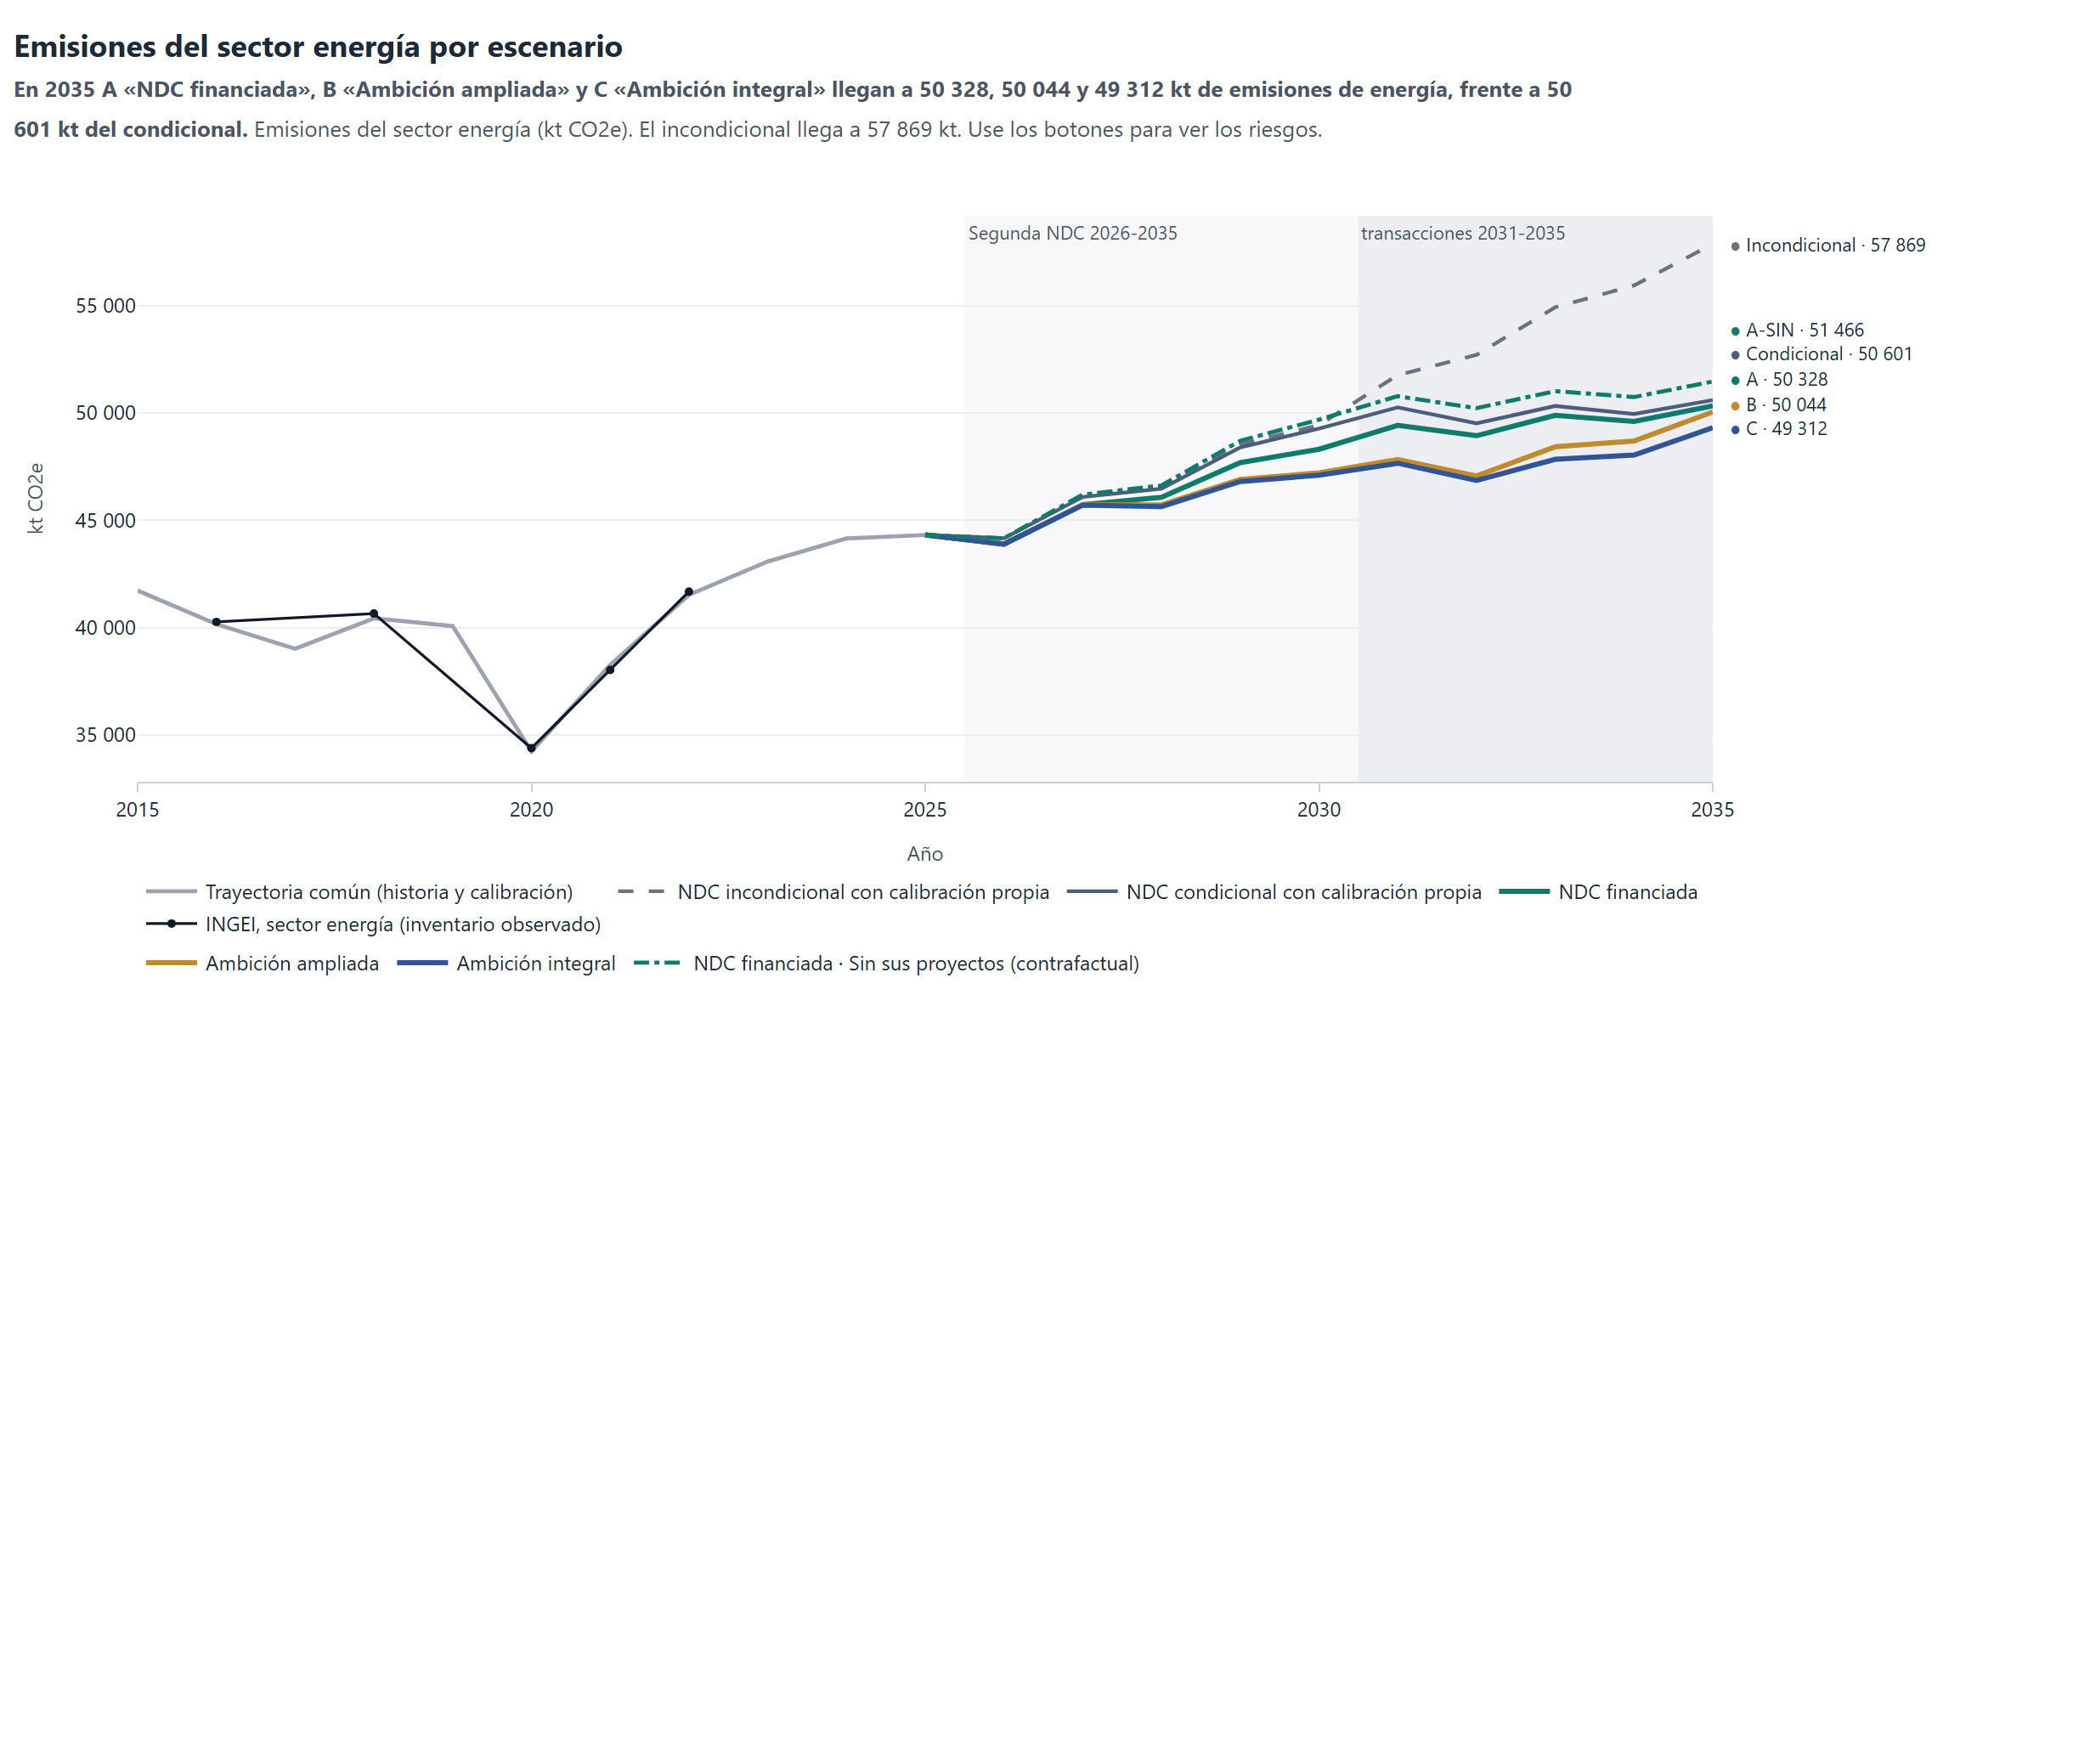 Emisiones del sector energía por escenario
En 2035 A «NDC financiada», B «Ambición ampliada» y C «Ambición integral» llegan a 50 328, 50 044 y 49 312 kt de emisiones de energía, frente a 50
601 kt del condicional. Emisiones del sector energía (kt CO2e). El incondicional llega a 57 869 kt. Use los botones para ver los riesgos.
Segunda NDC 2026-2035
transacciones 2031-2035
Incondicional · 57 869
A-SIN · 51 466
Condicional · 50 601
A · 50 328
B · 50 044
C · 49 312
55 000
50 000
45 000
40 000
35 000
kt CO2e
2015
2020
2025
2030
2035
Año
Trayectoria común (historia y calibración)
NDC incondicional con calibración propia
NDC condicional con calibración propia
NDC financiada
INGEI, sector energía (inventario observado)
Ambición ampliada
Ambición integral
NDC financiada · Sin sus proyectos (contrafactual)